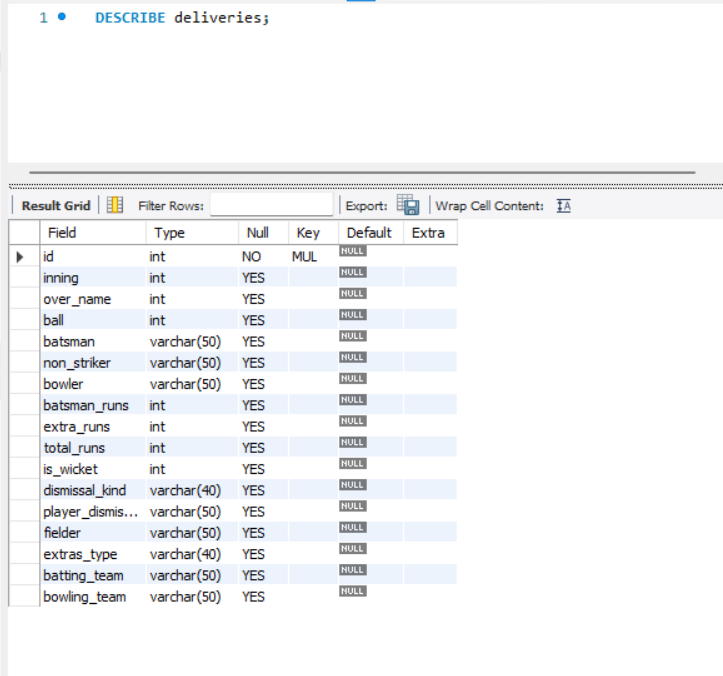 1 DESCRIBE deliveries;
Result Grid Filter Rows: Export: Wrap Cell Content: IA
Field Type Null Key Default Extra
id int NO MUL NULL
inning int YES NULL
over_name int YES NULL
ball int YES NULL
batsman varchar(50) YES NULL
non_striker varchar(50) YES NULL
bowler varchar(50) YES NULL
batsman_runs int YES NULL
extra_runs int YES NULL
total_runs int YES NULL
is_wicket int YES NULL
dismissal_kind varchar(40) YES NULL
player_dismis... varchar(50) YES NULL
fielder varchar(50) YES NULL
extras_type varchar(40) YES NULL
batting_team varchar(50) YES NULL
bowling_team varchar(50) YES NULL